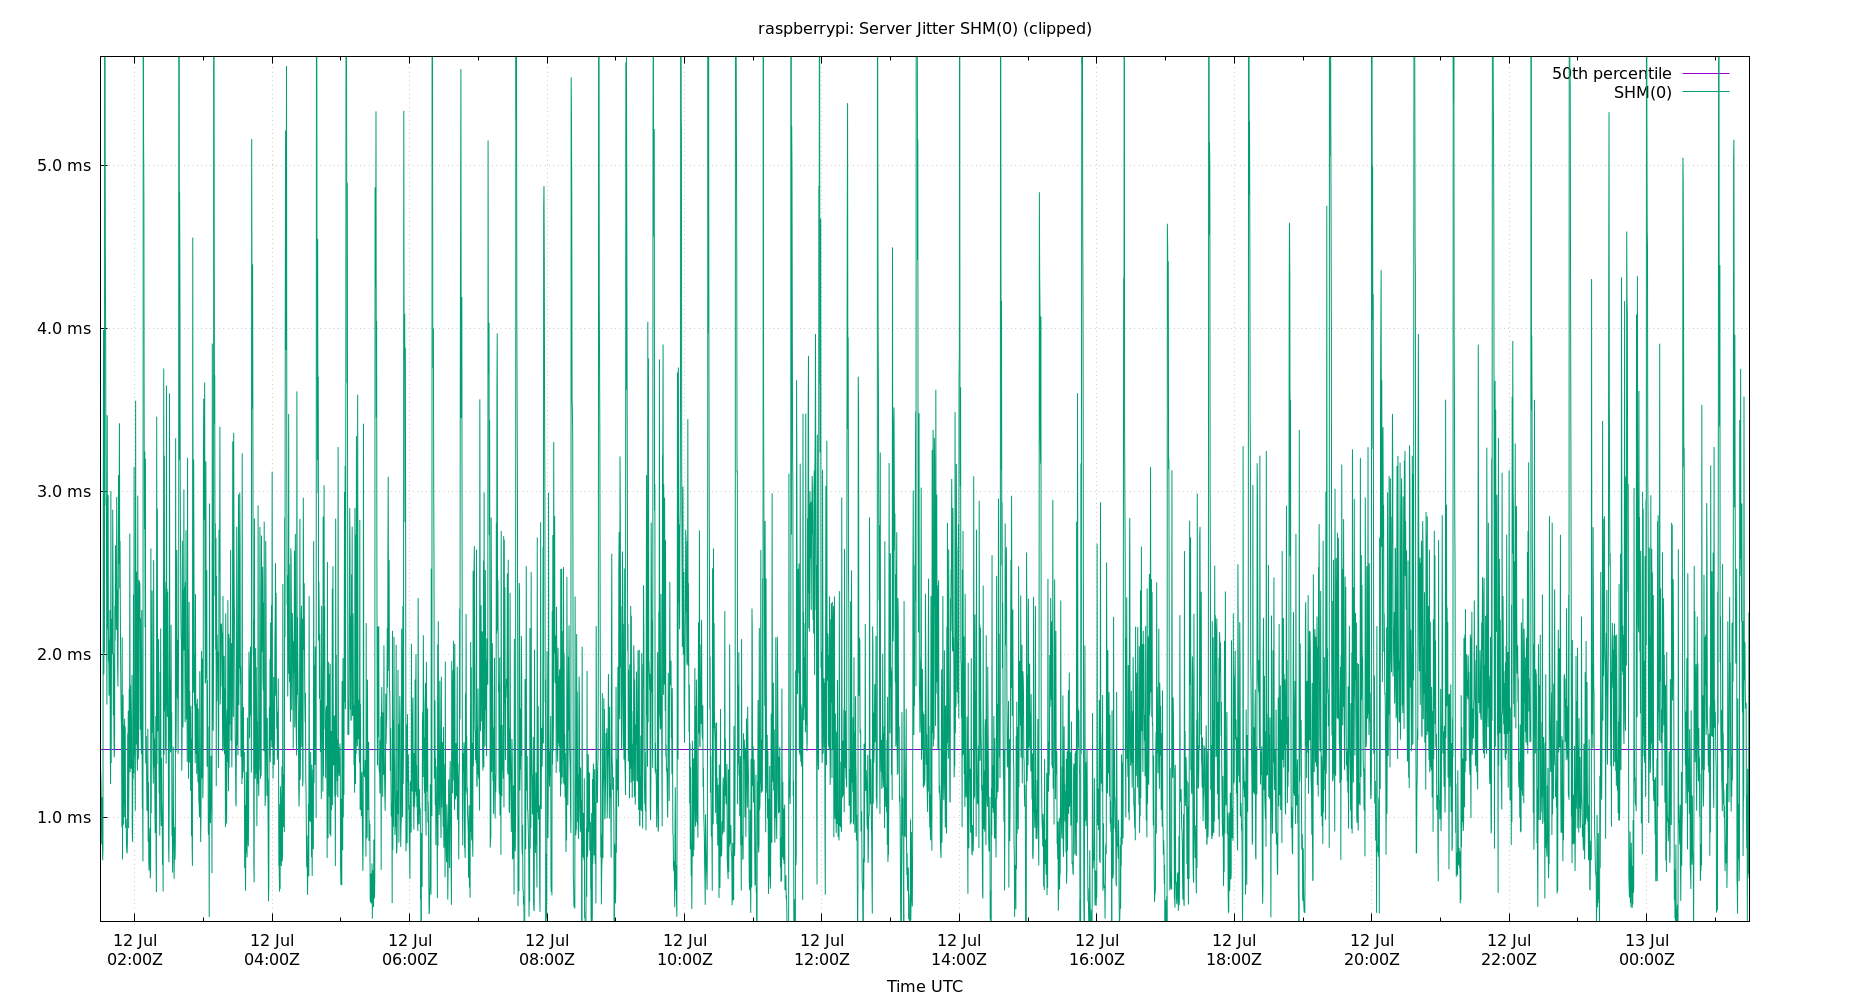 raspberrypi: Server Jitter SHM(0) (clipped)
50th percentile
SHM(0)
5.0 ms
4.0 ms
3.0 ms
2.0 ms
1.0 ms
12 Jul 12 Jul 12 Jul 12 Jul 12 Jul 12 Jul 12 Jul 12 Jul 12 Jul 12 Jul 12 Jul 13 Jul
02:00Z 04:00Z 06:00Z 08:00Z 10:00Z 12:00Z 14:00Z 16:00Z 18:00Z 20:00Z 22:00Z 00:00Z
Time UTC